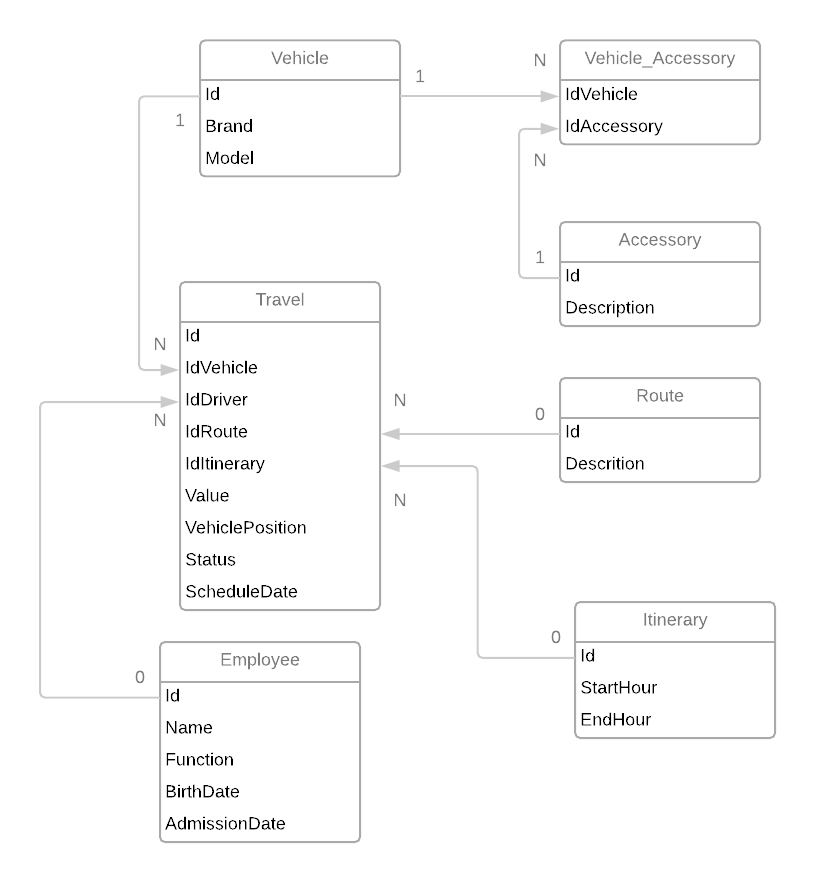 Vehicle
Id
Brand
Model
1
1
N
Vehicle_Accessory
IdVehicle
IdAccessory
N
1
Accessory
Id
Description
Travel
Id
IdVehicle
IdDriver
IdRoute
IdItinerary
Value
VehiclePosition
Status
ScheduleDate
N
N
N
N
0
Route
Id
Descrition
0
Itinerary
Id
StartHour
EndHour
0
Employee
Id
Name
Function
BirthDate
AdmissionDate